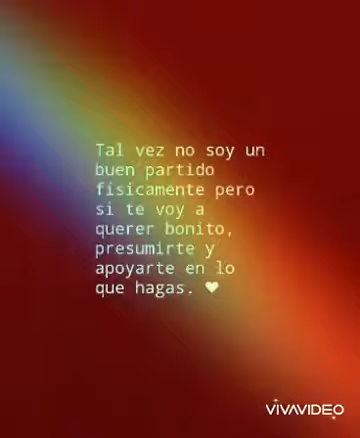 Tal vez no soy un
buen partido
físicamente pero
si te voy a
querer bonito,
presumirte y
apoyarte en lo
que hagas. ♥
VIVAVIDEO